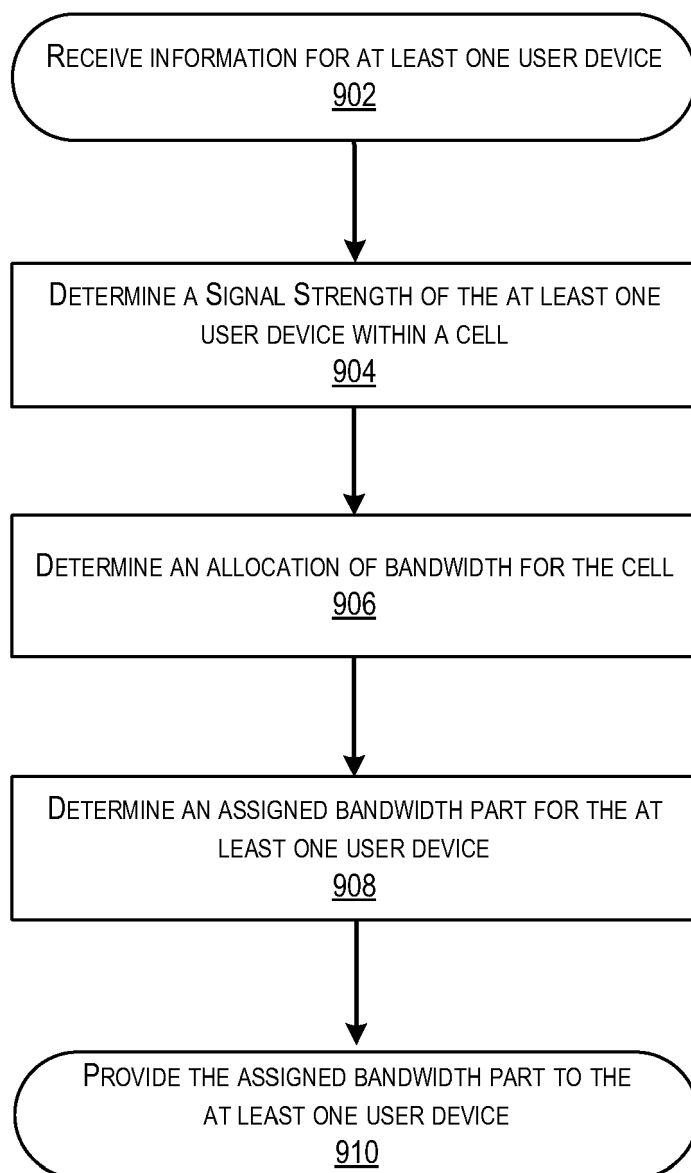 RECEIVE INFORMATION FOR AT LEAST ONE USER DEVICE
902
DETERMINE A SIGNAL STRENGTH OF THE AT LEAST ONE
USER DEVICE WITHIN A CELL
904
DETERMINE AN ALLOCATION OF BANDWIDTH FOR THE CELL
906
DETERMINE AN ASSIGNED BANDWIDTH PART FOR THE AT
LEAST ONE USER DEVICE
908
PROVIDE THE ASSIGNED BANDWIDTH PART TO THE
AT LEAST ONE USER DEVICE
910